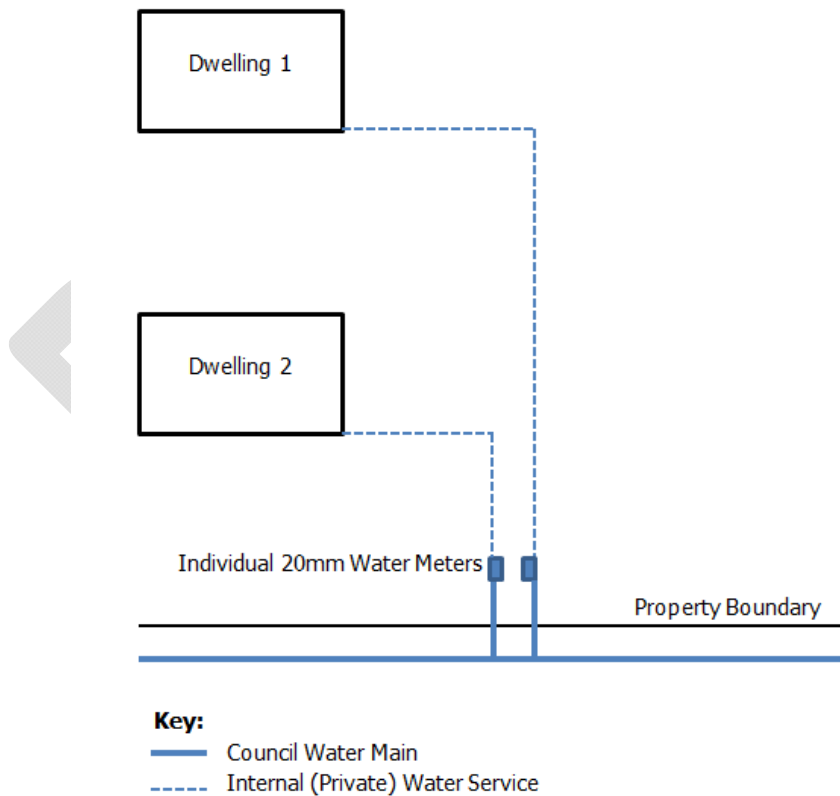 Dwelling 1
Dwelling 2
Individual 20mm Water Meters
Property Boundary
Key:
Council Water Main
Internal (Private) Water Service